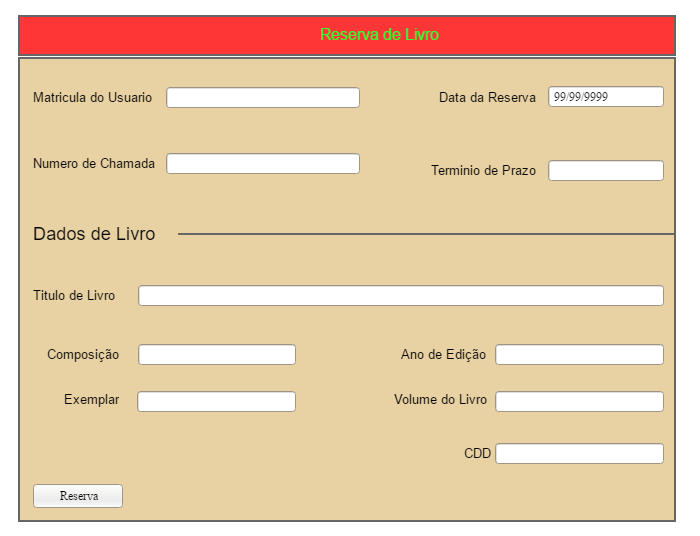 Reserva de Livro
Matricula do Usuario
Data da Reserva 99/99/9999
Numero de Chamada
Terminio de Prazo
Dados de Livro
Titulo de Livro
Composição
Ano de Edição
Exemplar
Volume do Livro
CDD
Reserva